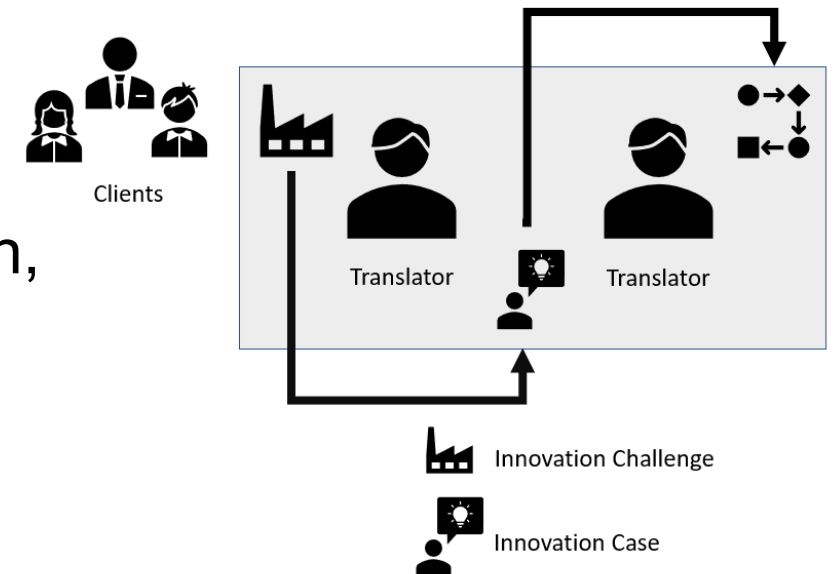 Clients
n,
Translator
Translator
Innovation Challenge
Innovation Case